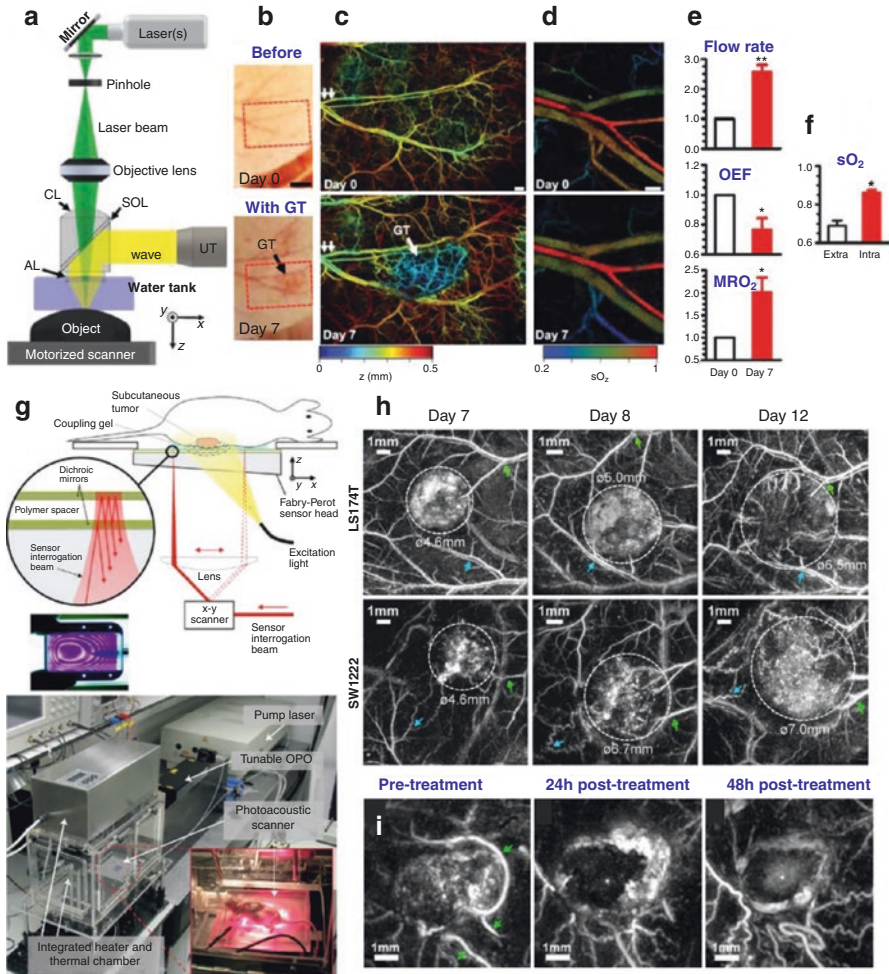 a
Mirror
Laser(s)
Pinhole
Laser beam
Objective lens
CL
SOL
wave
UT
AL
Water tank
Object
y
x
z
Motorized scanner
b
Before
Day 0
With GT
GT
Day 7
c
Day 0
GT
Day 7
0
0.5
z (mm)
d
0.2
1
sO₂
e
Flow rate
3.0
**
2.0
1.0
0.0
OEF
1.0
0.8
*
0.6
MRO₂
2.5
*
2.0
1.5
1.0
0.5
Day 0 Day 7
f
sO₂
1.0
*
0.8
0.6
Extra Intra
g
Subcutaneous
tumor
Coupling gel
z
y x
Dichroic
mirrors
Polymer spacer
Fabry-Perot
sensor head
Sensor
interrogation
beam
Excitation
light
Lens
x-y
scanner
Sensor
interrogation
beam
Pump laser
Tunable OPO
Photoacoustic
scanner
Integrated heater and
thermal chamber
h
Day 7 Day 8 Day 12
LS174T
1mm
ø4.6mm
1mm
ø5.0mm
1mm
ø6.5mm
SW1222
1mm
ø4.6mm
1mm
ø6.7mm
1mm
ø7.0mm
Pre-treatment 24h post-treatment 48h post-treatment
i
1mm
1mm
1mm